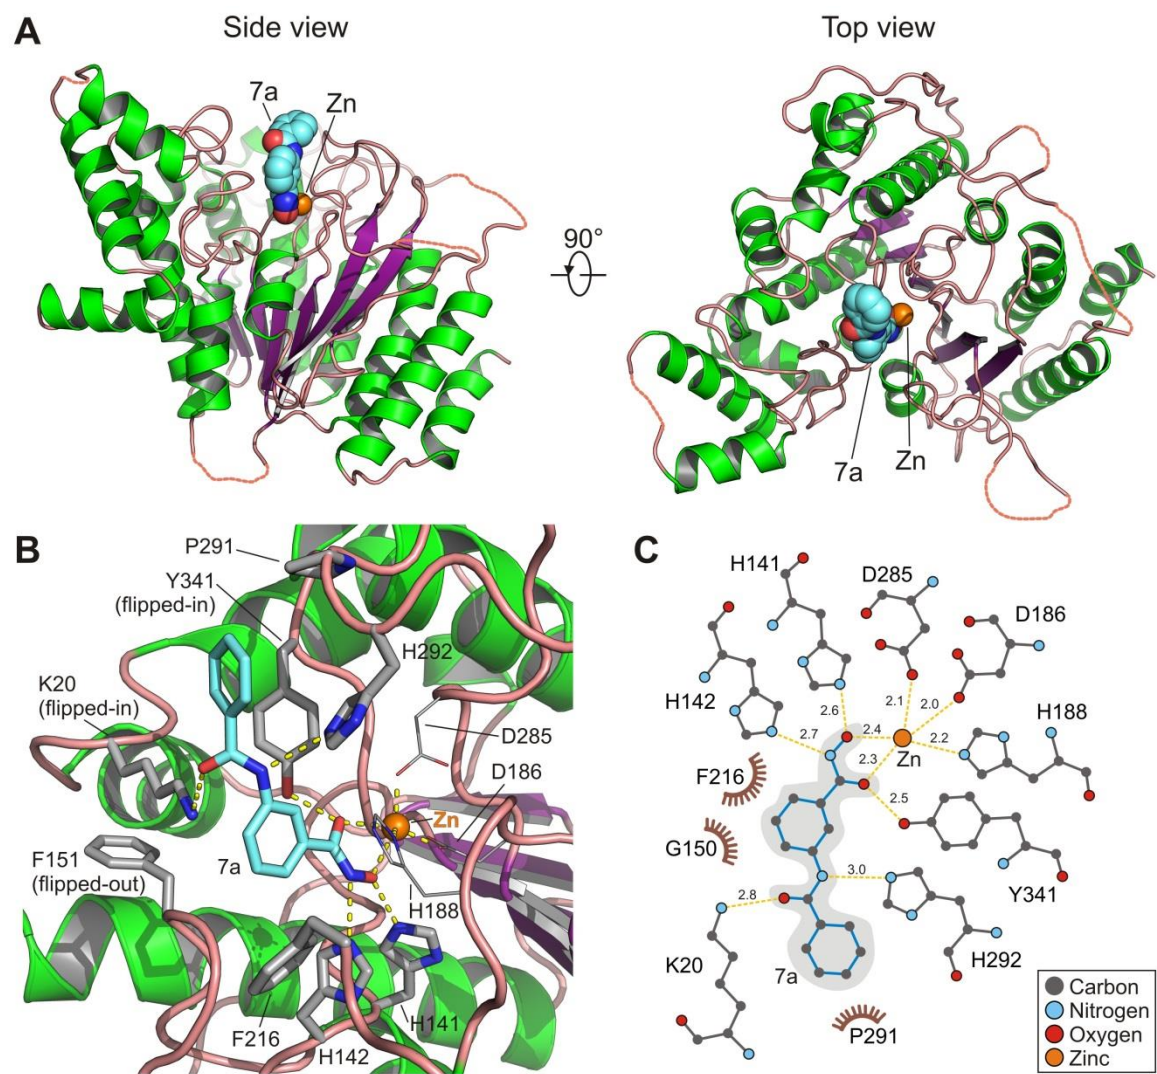 A
Side view
Top view
7a
Zn
90°
7a
Zn
B
P291
Y341
(flipped-in)
H292
K20
(flipped-in)
D285
D186
Zn
F151
(flipped-out)
7a
H188
F216
H142
H141
C
H141
D285
D186
H142
H188
2.6
2.1
2.0
2.7
2.4
2.2
Zn
2.3
F216
2.5
G150
3.0
Y341
2.8
K20
7a
H292
P291
Carbon
Nitrogen
Oxygen
Zinc